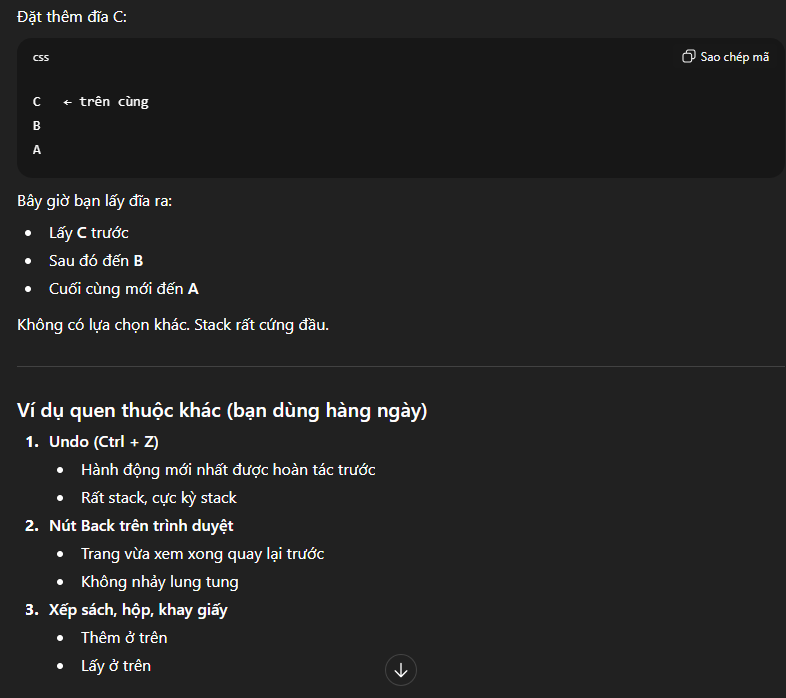 Đặt thêm đĩa C:
css
Sao chép mã
C   ← trên cùng
B
A
Bây giờ bạn lấy đĩa ra:
• Lấy C trước
• Sau đó đến B
• Cuối cùng mới đến A
Không có lựa chọn khác. Stack rất cứng đầu.
Ví dụ quen thuộc khác (bạn dùng hàng ngày)
1. Undo (Ctrl + Z)
• Hành động mới nhất được hoàn tác trước
• Rất stack, cực kỳ stack
2. Nút Back trên trình duyệt
• Trang vừa xem xong quay lại trước
• Không nhảy lung tung
3. Xếp sách, hộp, khay giấy
• Thêm ở trên
• Lấy ở trên